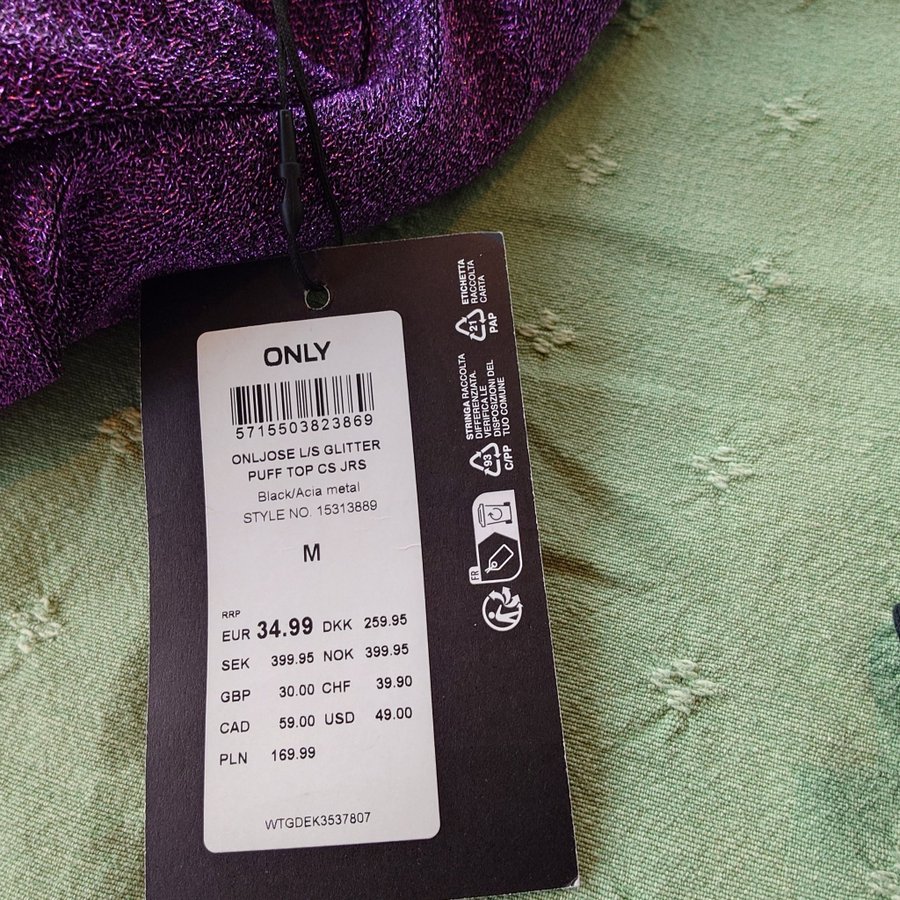 ONLY
5715503823869
ONLJOSE L/S GLITTER
PUFF TOP CS JRS
Black/Acia metal
STYLE NO. 15313889
M
RRP
EUR 34.99 DKK 259.95
SEK 399.95 NOK 399.95
GBP 30.00 CHF 39.90
CAD 59.00 USD 49.00
PLN 169.99
WTGDEK3537807
ETICHETTA
RACCOLTA
CARTA
21
PAP
STRINGA RACCOLTA
DIFFERENZIATA.
VERIFICA LE
DISPOSIZIONI DEL
TUO COMUNE
93
C/PP
FR